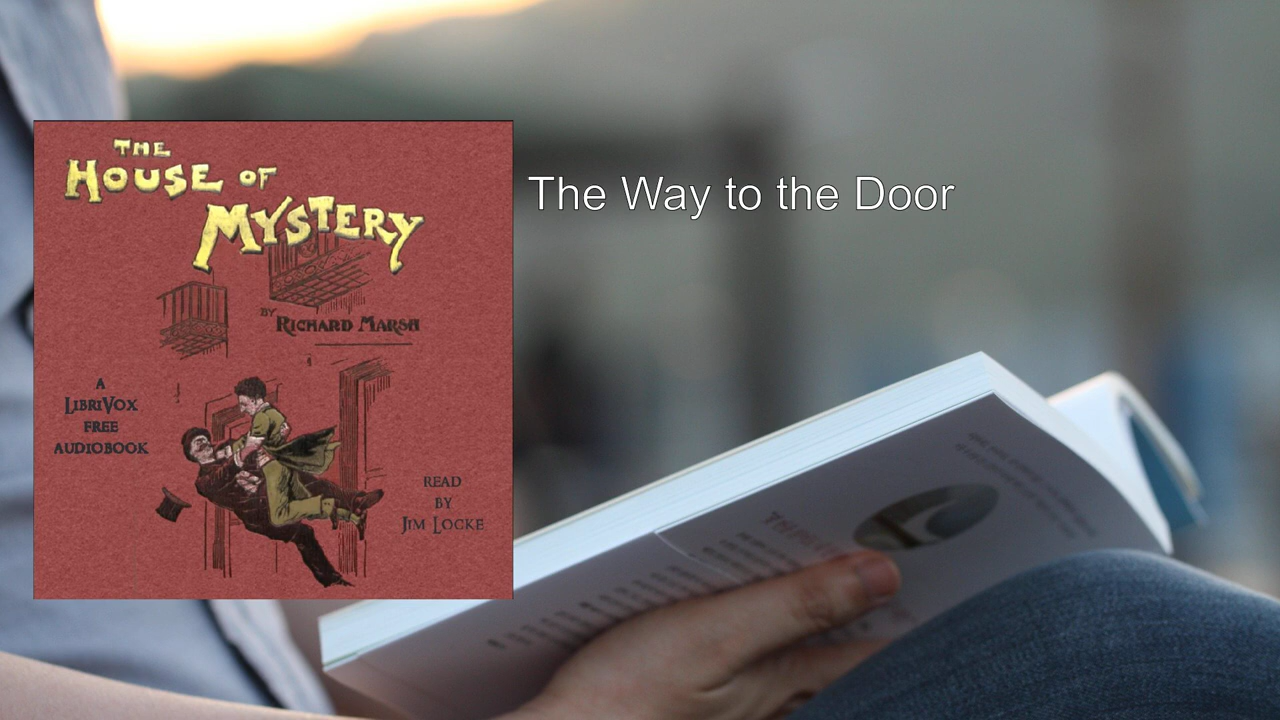 THE
HOUSE OF
MYSTERY
BY
RICHARD MARSH
A
LIBRIVOX
FREE
AUDIOBOOK
READ
BY
JIM LOCKE
The Way to the Door